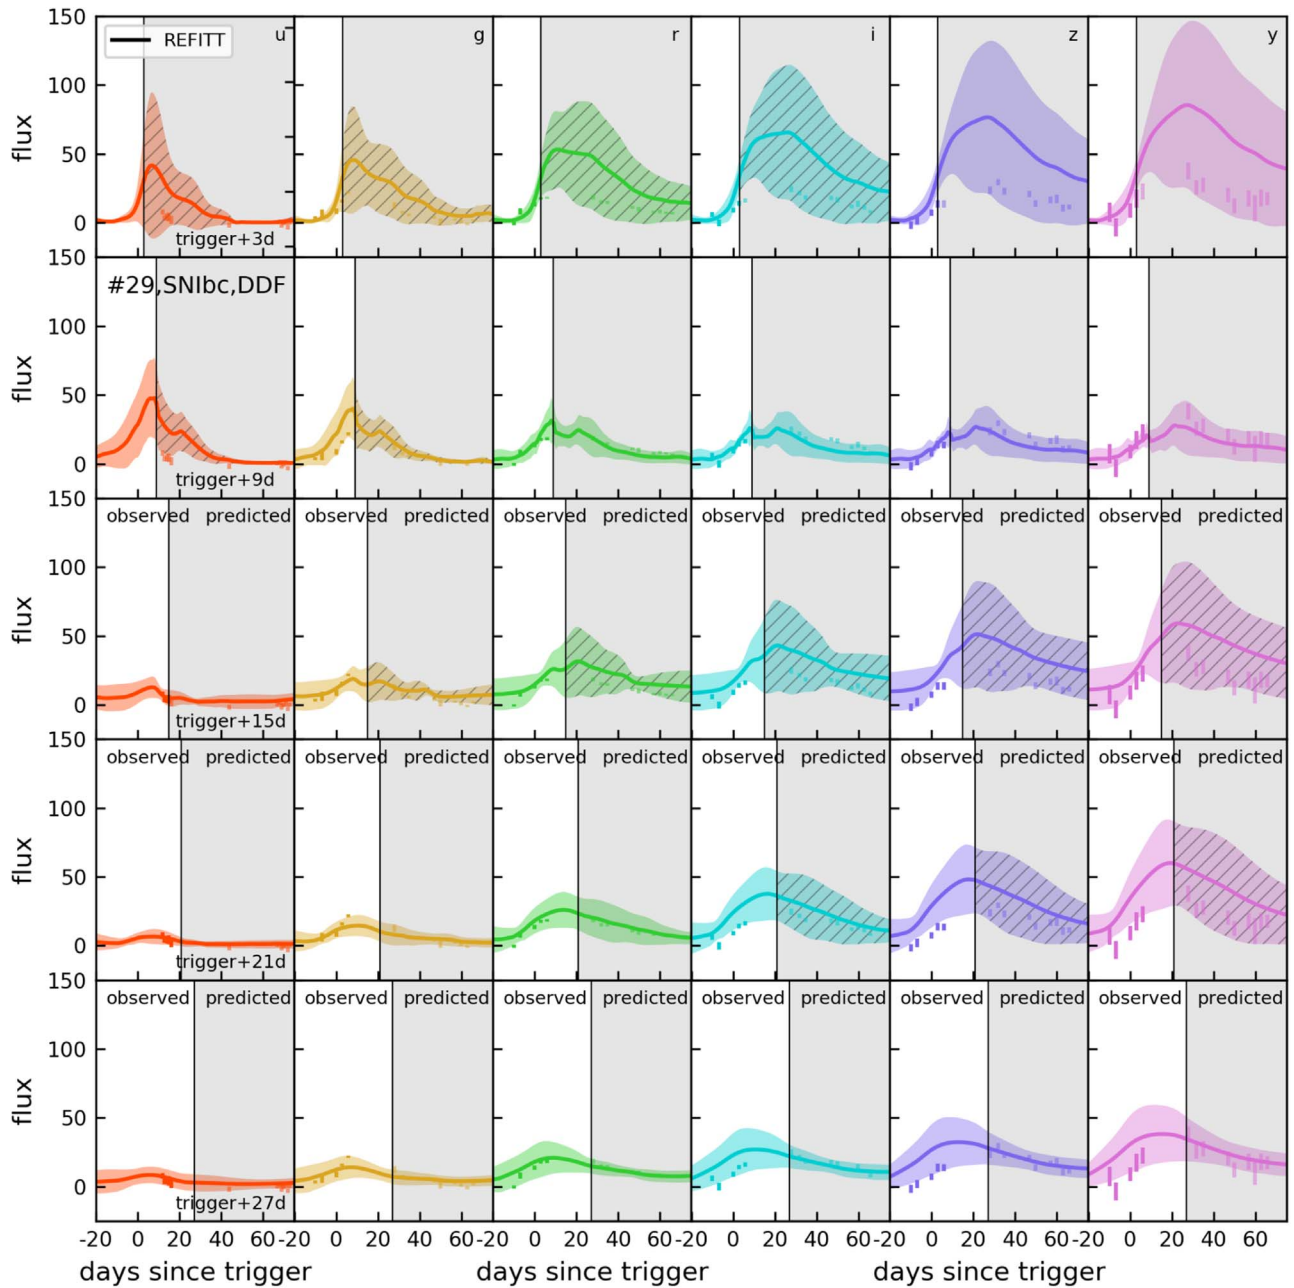 150
REFITT
u
g
r
i
z
y
100
flux
50
0
trigger+3d
150
#29,SNIbc,DDF
100
flux
50
0
trigger+9d
150
observed predicted observed predicted observed predicted observed predicted observed predicted observed predicted
100
flux
50
0
trigger+15d
150
observed predicted observed predicted observed predicted observed predicted observed predicted observed predicted
100
flux
50
0
trigger+21d
150
observed predicted observed predicted observed predicted observed predicted observed predicted observed predicted
100
flux
50
0
trigger+27d
-20 0 20 40 60 -20 0 20 40 60 -20 0 20 40 60 -20 0 20 40 60 -20 0 20 40 60 -20 0 20 40 60
days since trigger days since trigger days since trigger